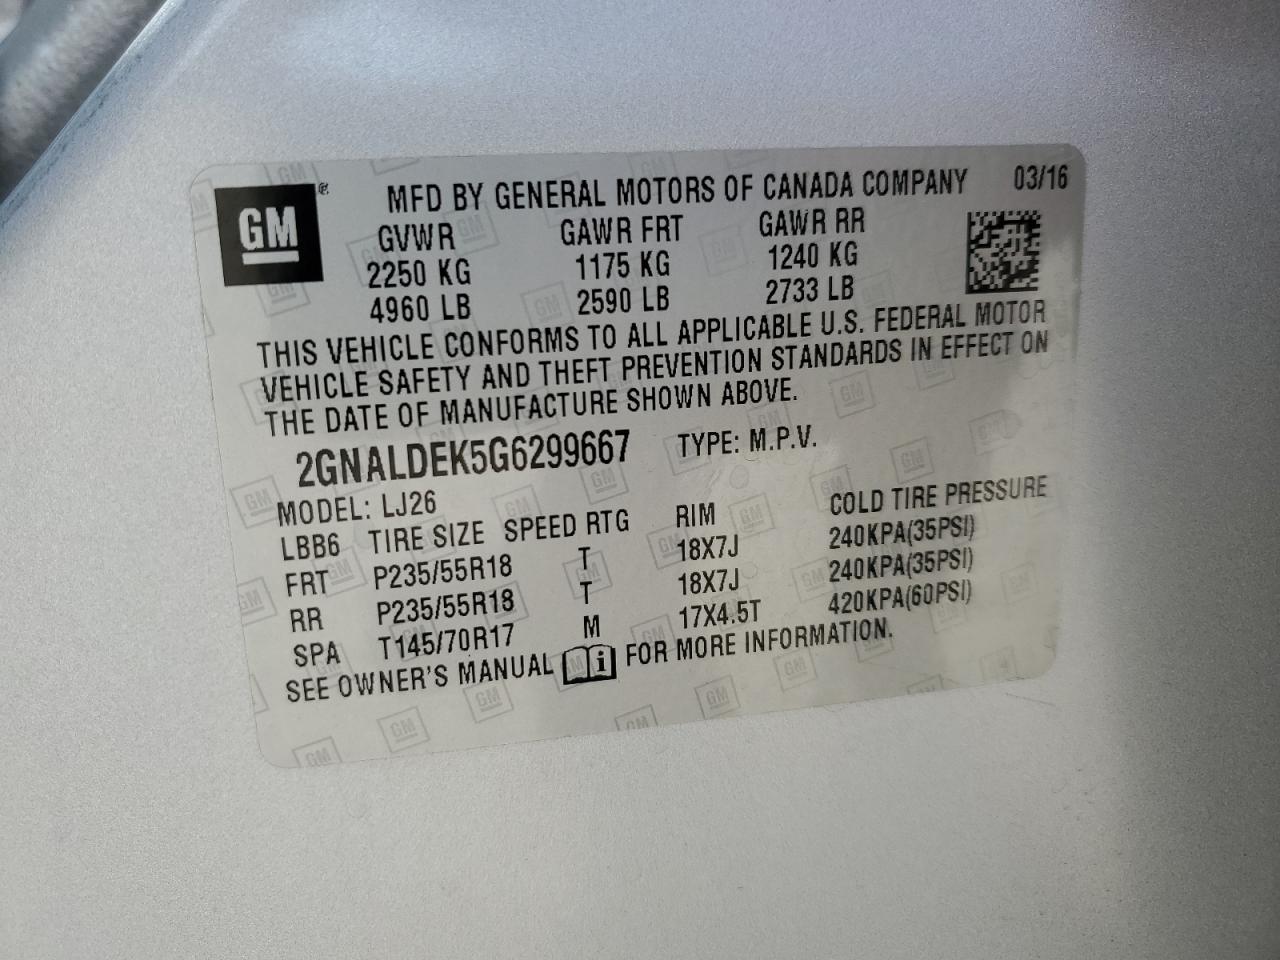 GM ® MFD BY GENERAL MOTORS OF CANADA COMPANY 03/16
GVWR GAWR FRT GAWR RR
2250 KG 1175 KG 1240 KG
4960 LB 2590 LB 2733 LB
THIS VEHICLE CONFORMS TO ALL APPLICABLE U.S. FEDERAL MOTOR
VEHICLE SAFETY AND THEFT PREVENTION STANDARDS IN EFFECT ON
THE DATE OF MANUFACTURE SHOWN ABOVE.
2GNALDEK5G6299667 TYPE: M.P.V.
MODEL: LJ26
LBB6 TIRE SIZE SPEED RTG RIM COLD TIRE PRESSURE
FRT P235/55R18 T 18X7J 240KPA(35PSI)
RR P235/55R18 T 18X7J 240KPA(35PSI)
SPA T145/70R17 M 17X4.5T 420KPA(60PSI)
SEE OWNER'S MANUAL i FOR MORE INFORMATION.